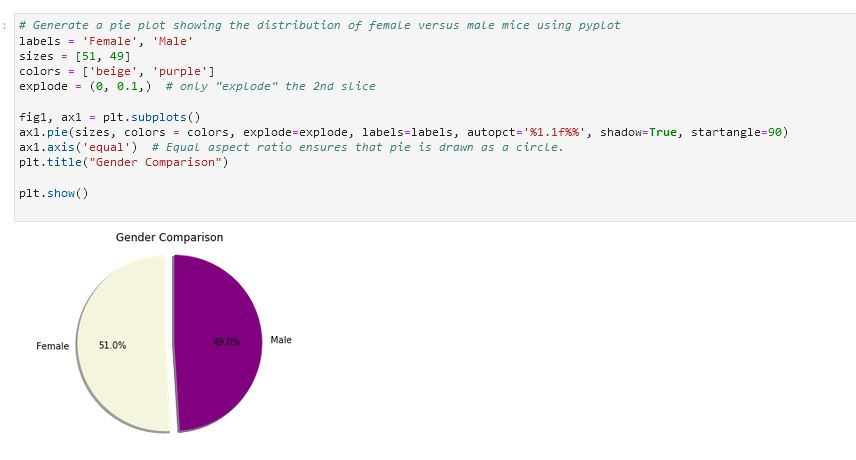 :
# Generate a pie plot showing the distribution of female versus male mice using pyplot
labels = 'Female', 'Male'
sizes = [51, 49]
colors = ['beige', 'purple']
explode = (0, 0.1,)  # only "explode" the 2nd slice
fig1, ax1 = plt.subplots()
ax1.pie(sizes, colors = colors, explode=explode, labels=labels, autopct='%1.1f%%', shadow=True, startangle=90)
ax1.axis('equal')  # Equal aspect ratio ensures that pie is drawn as a circle.
plt.title("Gender Comparison")
plt.show()
Gender Comparison
Female 51.0% 49.0% Male